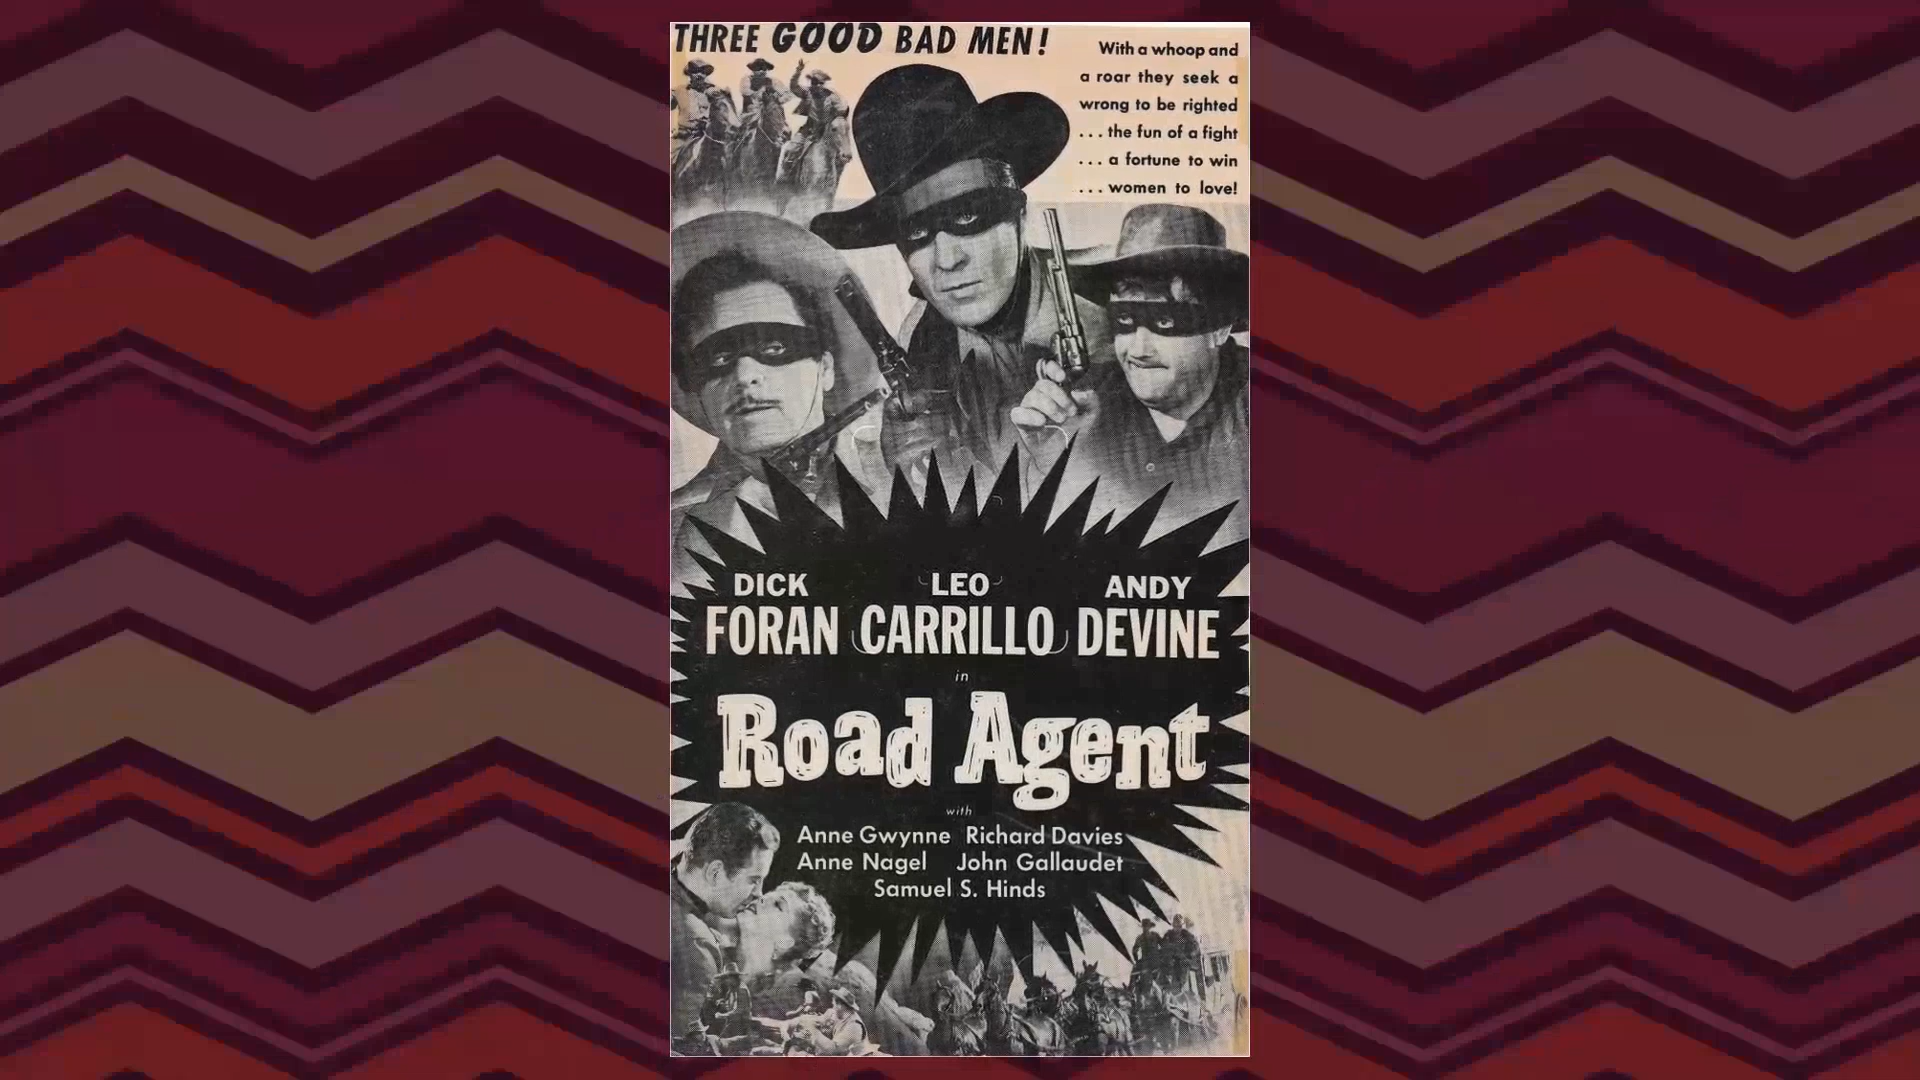 THREE GOOD BAD MEN!
With a whoop and
a roar they seek a
wrong to be righted
... the fun of a fight
... a fortune to win
... women to love!
DICK LEO ANDY
FORAN CARRILLO DEVINE
in
Road Agent
with
Anne Gwynne Richard Davies
Anne Nagel John Gallaudet
Samuel S. Hinds